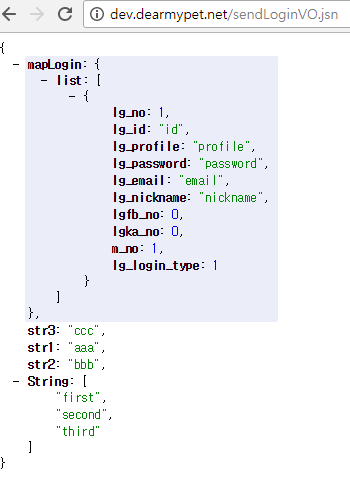 dev.dearmypet.net/sendLoginVO.jsn
{
- mapLogin: {
- list: [
- {
lg_no: 1,
lg_id: "id",
lg_profile: "profile",
lg_password: "password",
lg_email: "email",
lg_nickname: "nickname",
lgfb_no: 0,
lgka_no: 0,
m_no: 1,
lg_login_type: 1
}
]
},
str3: "ccc",
str1: "aaa",
str2: "bbb",
- String: [
"first",
"second",
"third"
]
}